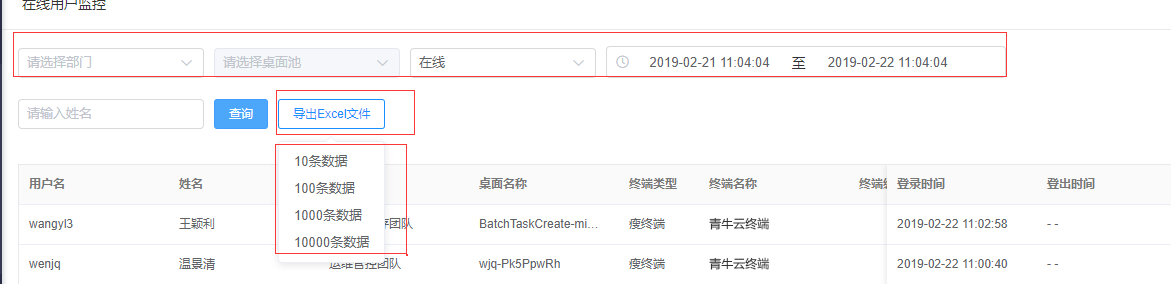 在线用户监控
请选择部门 请选择桌面池 在线 2019-02-21 11:04:04 至 2019-02-22 11:04:04
请输入姓名 查询 导出Excel文件
10条数据
100条数据
1000条数据
10000条数据
用户名 姓名 桌面名称 终端类型 终端名称 终端 登录时间 登出时间
wangyl3 王颖利 团队 BatchTaskCreate-mi... 瘦终端 青牛云终端 2019-02-22 11:02:58 - -
wenjq 温景清 运维管控团队 wjq-Pk5PpwRh 瘦终端 青牛云终端 2019-02-22 11:00:40 - -